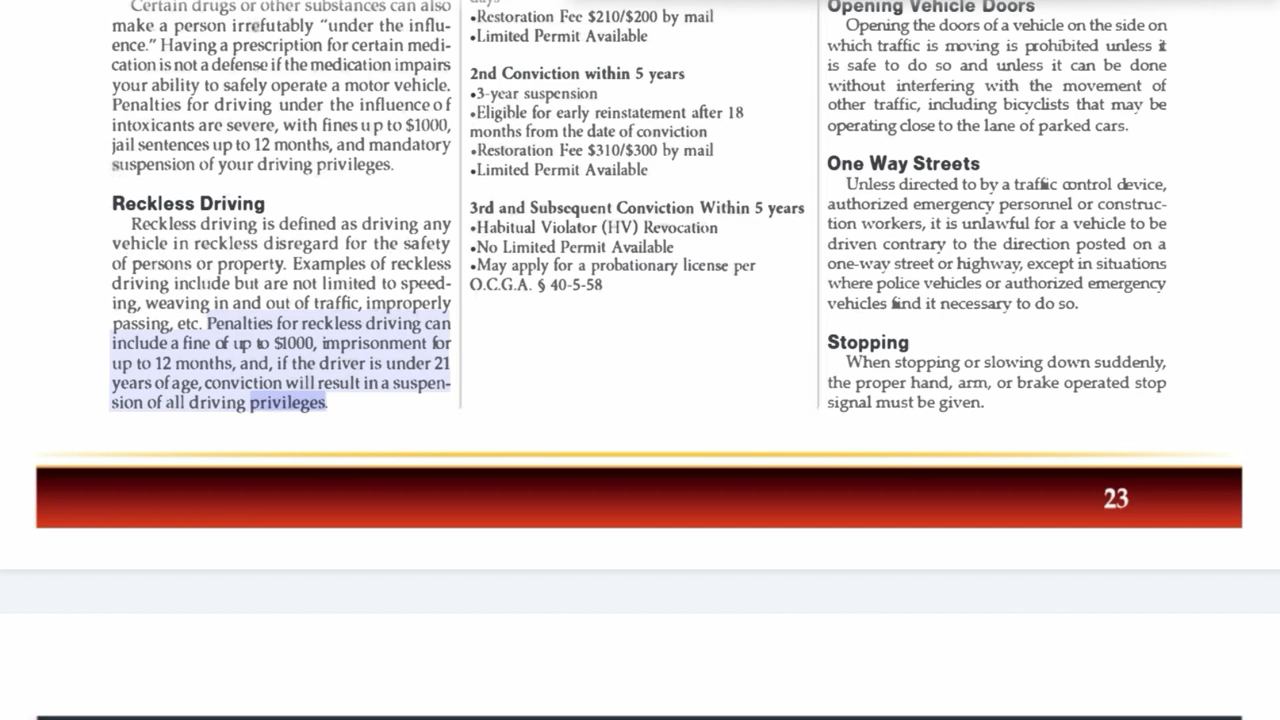 Certain drugs or other substances can also
make a person irrefutably “under the influ-
ence.” Having a prescription for certain medi-
cation is not a defense if the medication impairs
your ability to safely operate a motor vehicle.
Penalties for driving under the influence of
intoxicants are severe, with fines up to $1000,
jail sentences up to 12 months, and mandatory
suspension of your driving privileges.
Reckless Driving
Reckless driving is defined as driving any
vehicle in reckless disregard for the safety
of persons or property. Examples of reckless
driving include but are not limited to speed-
ing, weaving in and out of traffic, improperly
passing, etc. Penalties for reckless driving can
include a fine of up to $1000, imprisonment for
up to 12 months, and, if the driver is under 21
years of age, conviction will result in a suspen-
sion of all driving privileges.
days
•Restoration Fee $210/$200 by mail
•Limited Permit Available
2nd Conviction within 5 years
•3-year suspension
•Eligible for early reinstatement after 18
months from the date of conviction
•Restoration Fee $310/$300 by mail
•Limited Permit Available
3rd and Subsequent Conviction Within 5 years
•Habitual Violator (HV) Revocation
•No Limited Permit Available
•May apply for a probationary license per
O.C.G.A. § 40-5-58
Opening Vehicle Doors
Opening the doors of a vehicle on the side on
which traffic is moving is prohibited unless it
is safe to do so and unless it can be done
without interfering with the movement of
other traffic, including bicyclists that may be
operating close to the lane of parked cars.
One Way Streets
Unless directed to by a traffic control device,
authorized emergency personnel or construc-
tion workers, it is unlawful for a vehicle to be
driven contrary to the direction posted on a
one-way street or highway, except in situations
where police vehicles or authorized emergency
vehicles find it necessary to do so.
Stopping
When stopping or slowing down suddenly,
the proper hand, arm, or brake operated stop
signal must be given.
23